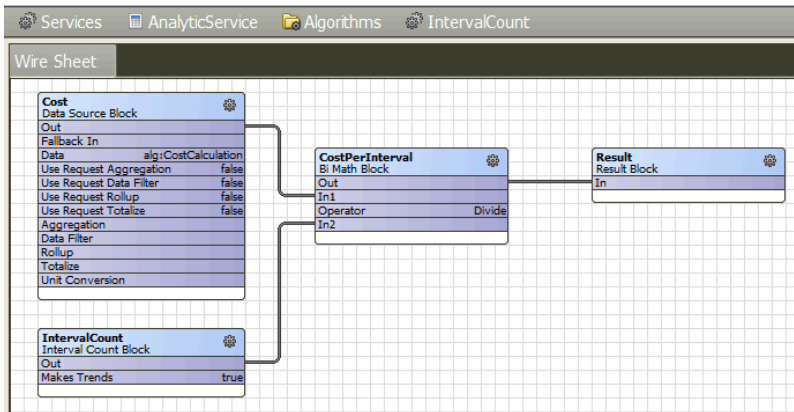 Services AnalyticService Algorithms IntervalCount
Wire Sheet
Cost
Data Source Block
Out
Fallback In
Data alg:CostCalculation
Use Request Aggregation false
Use Request Data Filter false
Use Request Rollup false
Use Request Totalize false
Aggregation
Data Filter
Rollup
Totalize
Unit Conversion
IntervalCount
Interval Count Block
Out
Makes Trends true
CostPerInterval
Bi Math Block
Out
In1
Operator Divide
In2
Result
Result Block
In